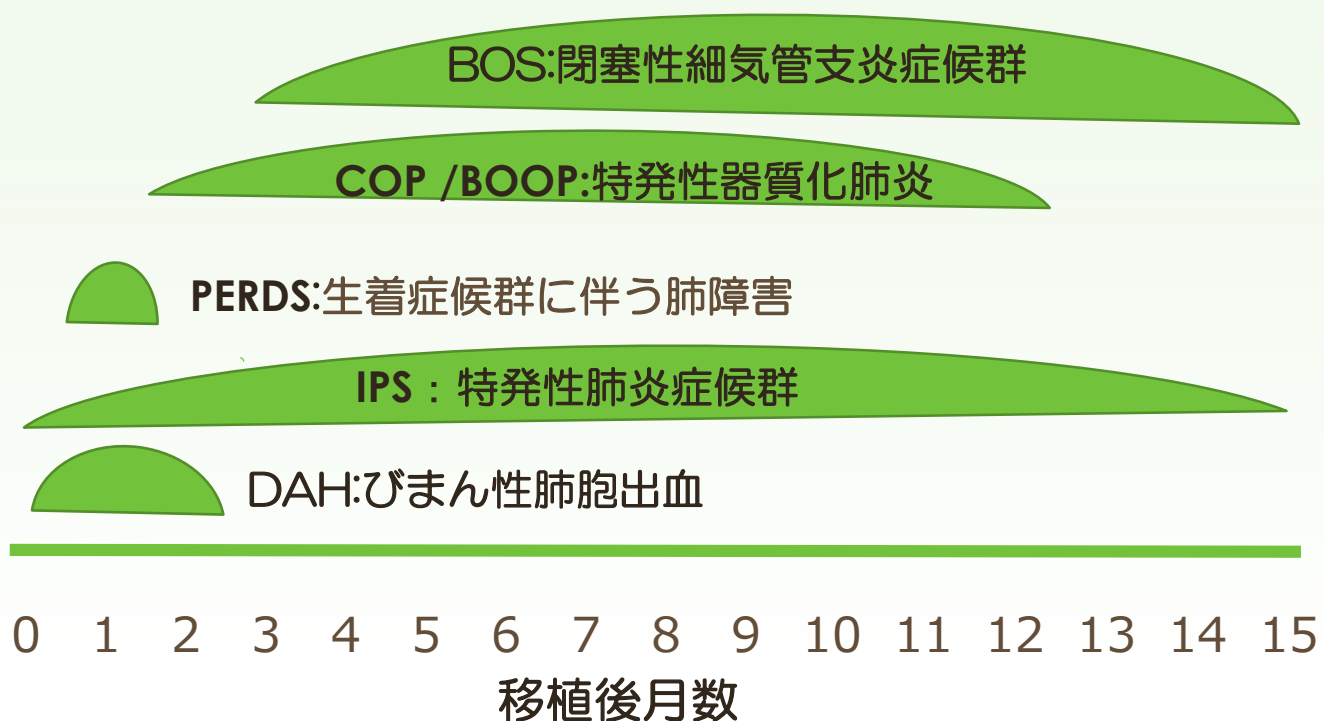 BOS:閉塞性細気管支炎症候群
COP /BOOP:特発性器質化肺炎
PERDS:生着症候群に伴う肺障害
IPS：特発性肺炎症候群
DAH:びまん性肺胞出血
0 1 2 3 4 5 6 7 8 9 10 11 12 13 14 15
移植後月数